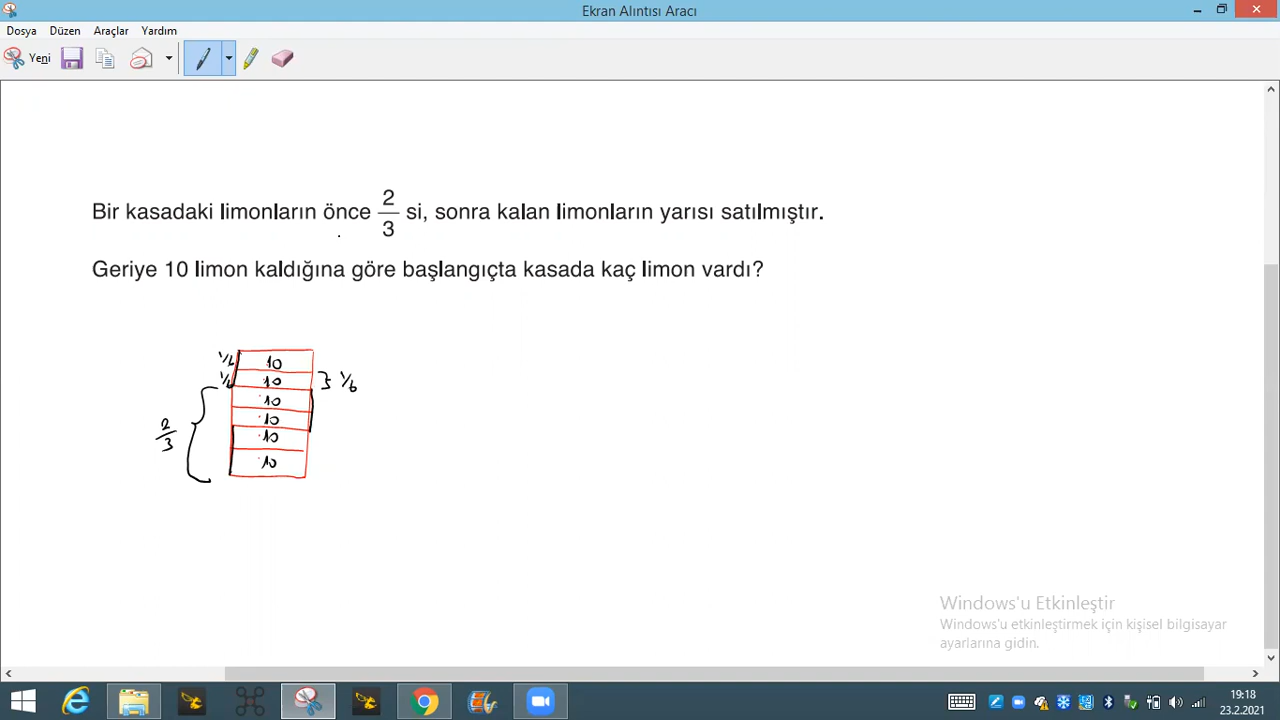 Ekran Alıntısı Aracı
Dosya Düzen Araçlar Yardım
Yeni
Bir kasadaki limonların önce 2/3 si, sonra kalan limonların yarısı satılmıştır.
Geriye 10 limon kaldığına göre başlangıçta kasada kaç limon vardı?
1/6 10
1/6 10 1/6
10
10
2/3 10
10
Windows'u Etkinleştir
Windows'u etkinleştirmek için kişisel bilgisayar
ayarlarına gidin.
19:18
23.2.2021